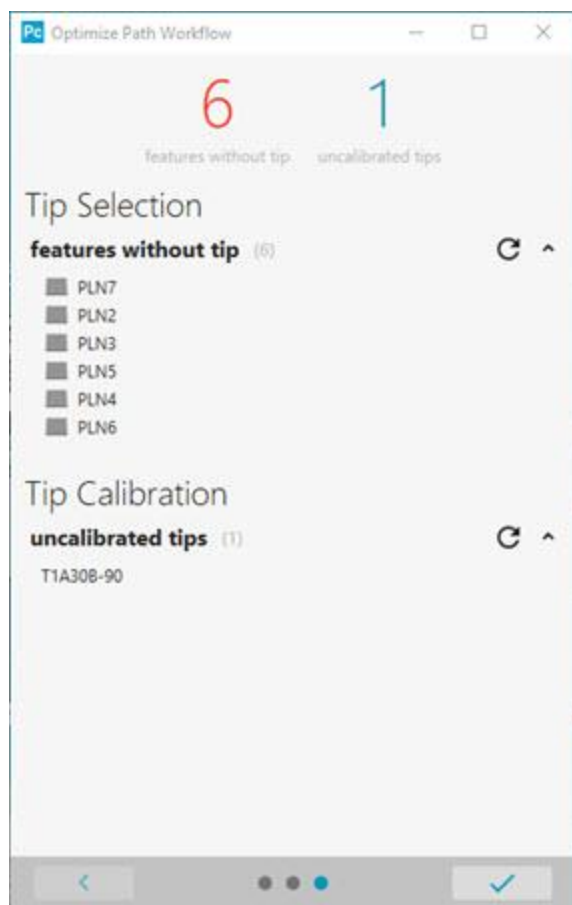 Pc Optimize Path Workflow
6 1
features without tip uncalibrated tips
Tip Selection
features without tip (6)
PLN7
PLN2
PLN3
PLN5
PLN4
PLN6
Tip Calibration
uncalibrated tips (1)
T1A30B-90